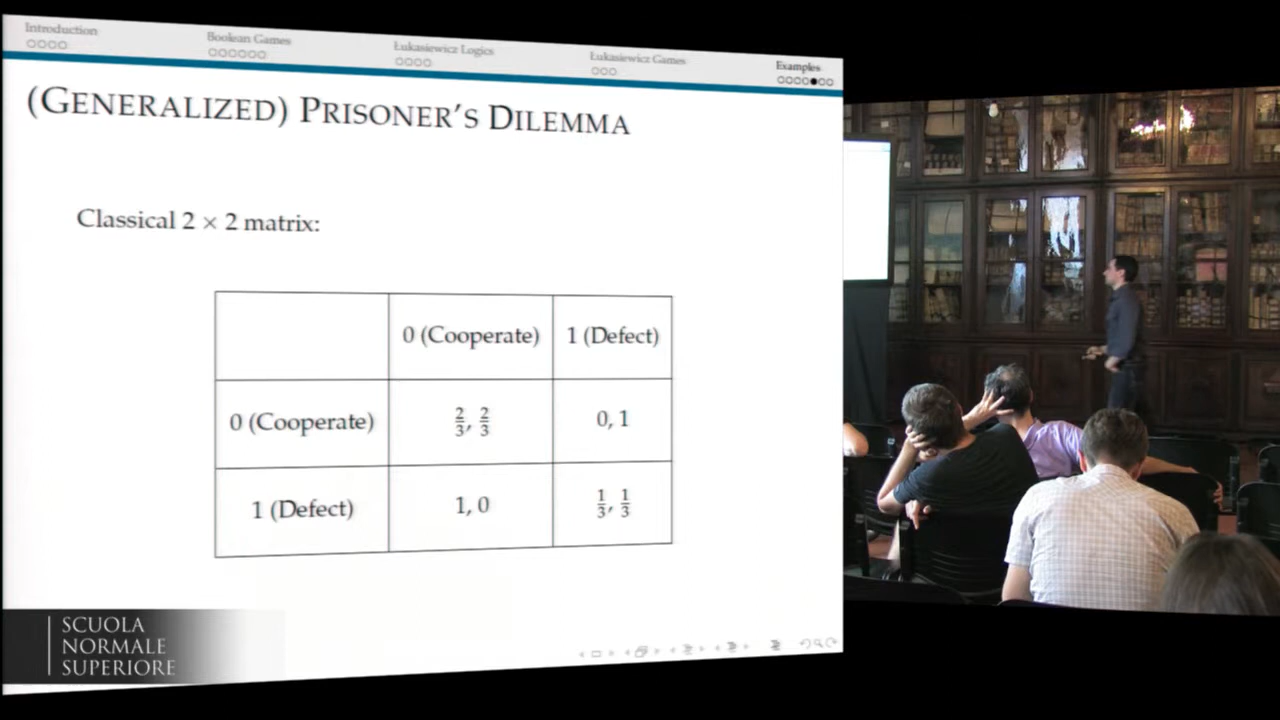 Introduction
Boolean Games
Łukasiewicz Logics
Łukasiewicz Games
Examples
(GENERALIZED) PRISONER'S DILEMMA
Classical 2 × 2 matrix:
0 (Cooperate) 1 (Defect)
0 (Cooperate) 2/3, 2/3 0, 1
1 (Defect) 1, 0 1/3, 1/3
SCUOLA
NORMALE
SUPERIORE